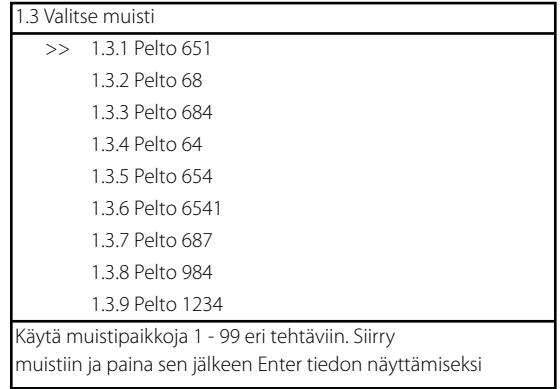 1.3 Valitse muisti
>> 1.3.1 Pelto 651
1.3.2 Pelto 68
1.3.3 Pelto 684
1.3.4 Pelto 64
1.3.5 Pelto 654
1.3.6 Pelto 6541
1.3.7 Pelto 687
1.3.8 Pelto 984
1.3.9 Pelto 1234
Käytä muistipaikkoja 1 - 99 eri tehtäviin. Siirry
muistiin ja paina sen jälkeen Enter tiedon näyttämiseksi